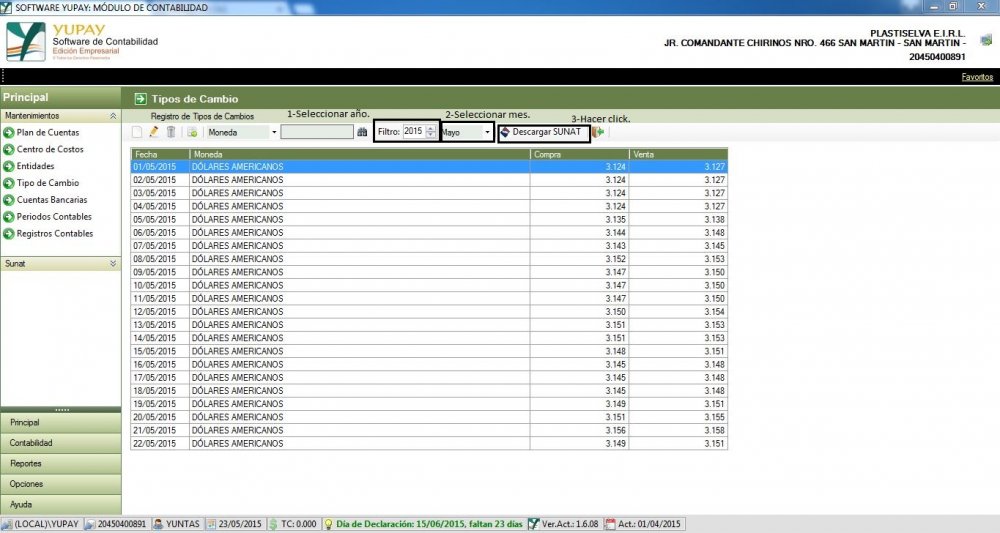 SOFTWARE YUPAY: MÓDULO DE CONTABILIDAD
YUPAY
Software de Contabilidad
Edición Empresarial
PLASTISELVA E.I.R.L.
JR. COMANDANTE CHIRINOS NRO. 466 SAN MARTIN - SAN MARTIN -
20450400891
Favoritos
Principal
Tipos de Cambio
Mantenimientos
Registro de Tipos de Cambios
1-Seleccionar año.
2-Seleccionar mes.
3-Hacer click.
Moneda
Filtro: 2015
Mayo
Descargar SUNAT
Plan de Cuentas
Centro de Costos
Entidades
Tipo de Cambio
Cuentas Bancarias
Periodos Contables
Registros Contables
Sunat
Fecha Moneda Compra Venta
01/05/2015 DÓLARES AMERICANOS 3.124 3.127
02/05/2015 DÓLARES AMERICANOS 3.124 3.127
03/05/2015 DÓLARES AMERICANOS 3.124 3.127
04/05/2015 DÓLARES AMERICANOS 3.124 3.127
05/05/2015 DÓLARES AMERICANOS 3.135 3.138
06/05/2015 DÓLARES AMERICANOS 3.144 3.148
07/05/2015 DÓLARES AMERICANOS 3.143 3.145
08/05/2015 DÓLARES AMERICANOS 3.152 3.153
09/05/2015 DÓLARES AMERICANOS 3.147 3.150
10/05/2015 DÓLARES AMERICANOS 3.147 3.150
11/05/2015 DÓLARES AMERICANOS 3.147 3.150
12/05/2015 DÓLARES AMERICANOS 3.150 3.154
13/05/2015 DÓLARES AMERICANOS 3.151 3.153
14/05/2015 DÓLARES AMERICANOS 3.151 3.153
15/05/2015 DÓLARES AMERICANOS 3.148 3.151
16/05/2015 DÓLARES AMERICANOS 3.145 3.148
17/05/2015 DÓLARES AMERICANOS 3.145 3.148
18/05/2015 DÓLARES AMERICANOS 3.145 3.148
19/05/2015 DÓLARES AMERICANOS 3.149 3.151
20/05/2015 DÓLARES AMERICANOS 3.151 3.155
21/05/2015 DÓLARES AMERICANOS 3.156 3.158
22/05/2015 DÓLARES AMERICANOS 3.149 3.151
Principal
Contabilidad
Reportes
Opciones
Ayuda
(LOCAL)\YUPAY 20450400891 YUNTAS 23/05/2015 TC: 0.000 Día de Declaración: 15/06/2015, faltan 23 días Ver.Act.: 1.6.08 Act.: 01/04/2015